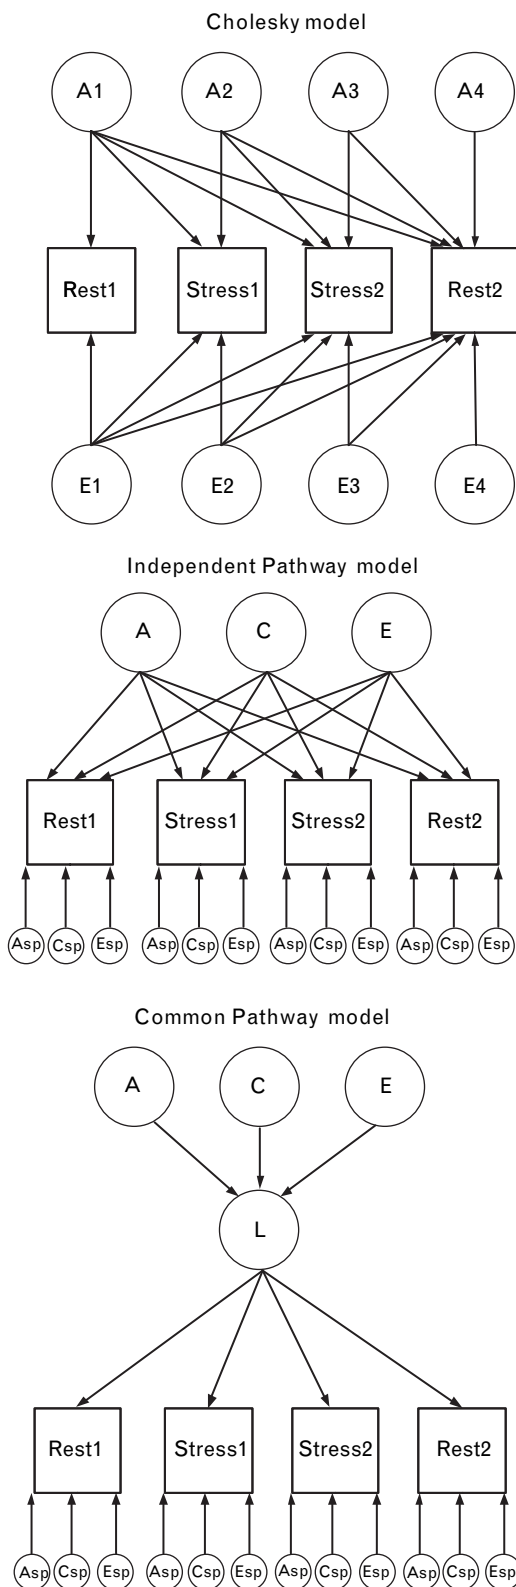 Cholesky model
A1 A2 A3 A4
Rest1 Stress1 Stress2 Rest2
E1 E2 E3 E4
Independent Pathway model
A C E
Rest1 Stress1 Stress2 Rest2
Asp Csp Esp Asp Csp Esp Asp Csp Esp Asp Csp Esp
Common Pathway model
A C E
L
Rest1 Stress1 Stress2 Rest2
Asp Csp Esp Asp Csp Esp Asp Csp Esp Asp Csp Esp